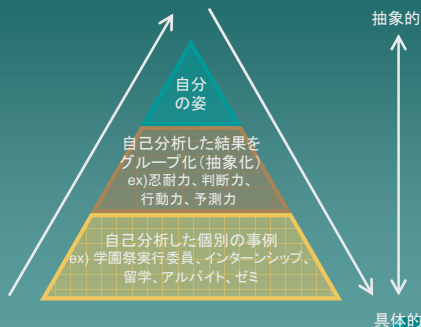 抽象的
自分
の姿
自己分析した結果を
グループ化(抽象化)
ex)忍耐力、判断力、
行動力、予測力
自己分析した個別の事例
ex) 学園祭実行委員、インターンシップ、
留学、アルバイト、ゼミ
具体的